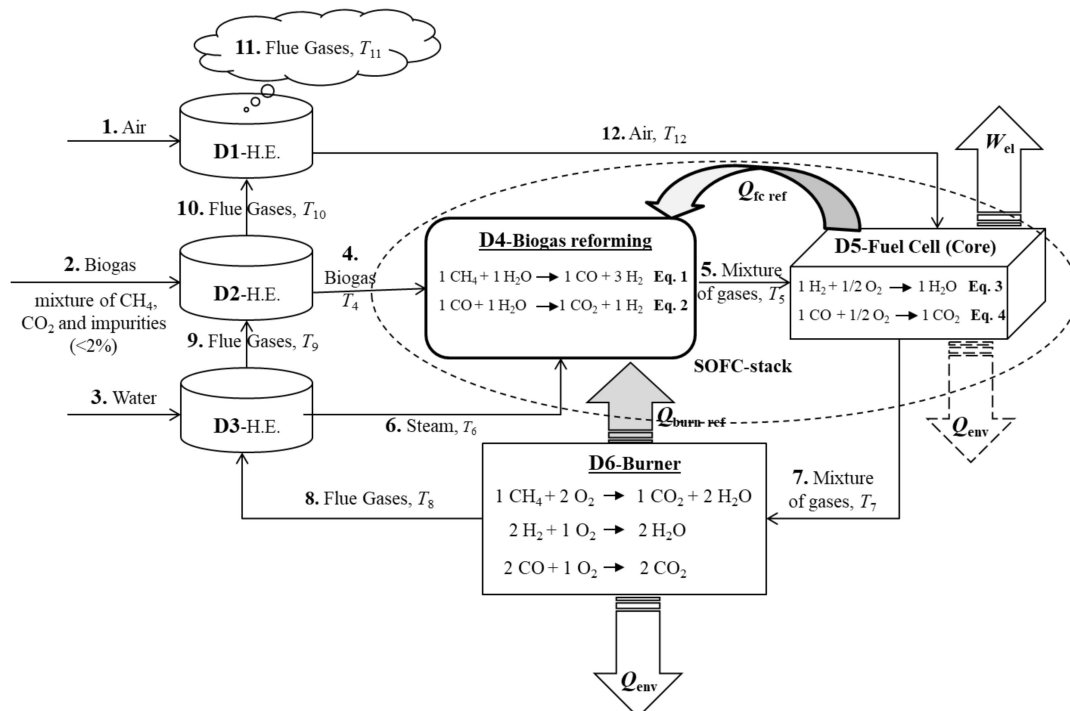 11. Flue Gases, T11
1. Air
D1-H.E.
12. Air, T12
Wel
Qfc ref
10. Flue Gases, T10
D4-Biogas reforming
1 CH4 + 1 H2O → 1 CO + 3 H2 Eq. 1
1 CO + 1 H2O → 1 CO2 + 1 H2 Eq. 2
D5-Fuel Cell (Core)
1 H2 + 1/2 O2 → 1 H2O Eq. 3
1 CO + 1/2 O2 → 1 CO2 Eq. 4
2. Biogas
mixture of CH4,
CO2 and impurities
(<2%)
D2-H.E.
4.
Biogas
T4
5. Mixture
of gases, T5
9. Flue Gases, T9
SOFC-stack
3. Water
D3-H.E.
6. Steam, T6
Qburn ref
Qenv
D6-Burner
1 CH4 + 2 O2 → 1 CO2 + 2 H2O
2 H2 + 1 O2 → 2 H2O
2 CO + 1 O2 → 2 CO2
7. Mixture
of gases, T7
8. Flue Gases, T8
Qenv